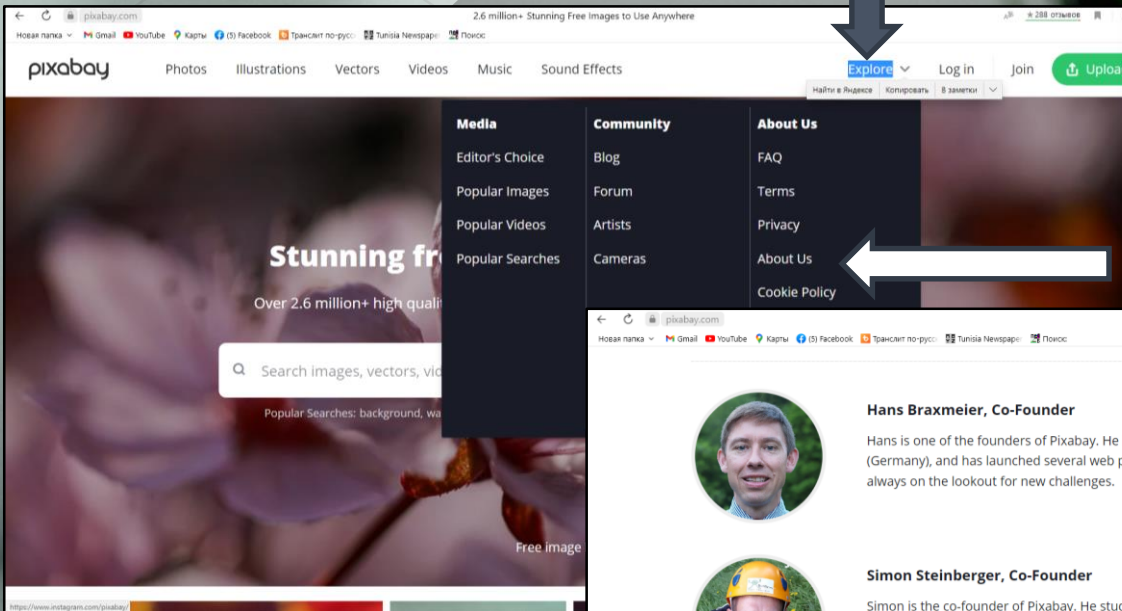 pixabay.com
2.6 million+ Stunning Free Images to Use Anywhere
★ 288 отзывов
Новая папка
Gmail
YouTube
Карты
(5) Facebook
Транслит по-русс
Tunisia Newspape
Поиск
pixabay
Photos
Illustrations
Vectors
Videos
Music
Sound Effects
Explore
Log in
Join
Uploa
Найти в Яндексе
Копировать
В заметки
Media
Editor's Choice
Popular Images
Popular Videos
Popular Searches
Community
Blog
Forum
Artists
Cameras
About Us
FAQ
Terms
Privacy
About Us
Cookie Policy
Stunning fr
Over 2.6 million+ high quali
Search images, vectors, vid
Popular Searches: background, wa
Free image
https://www.instagram.com/pixabay/
pixabay.com
Новая папка
Gmail
YouTube
Карты
(5) Facebook
Транслит по-русс
Tunisia Newspape
Поиск
Hans Braxmeier, Co-Founder
Hans is one of the founders of Pixabay. He
(Germany), and has launched several web p
always on the lookout for new challenges.
Simon Steinberger, Co-Founder
Simon is the co-founder of Pixabay. He stud